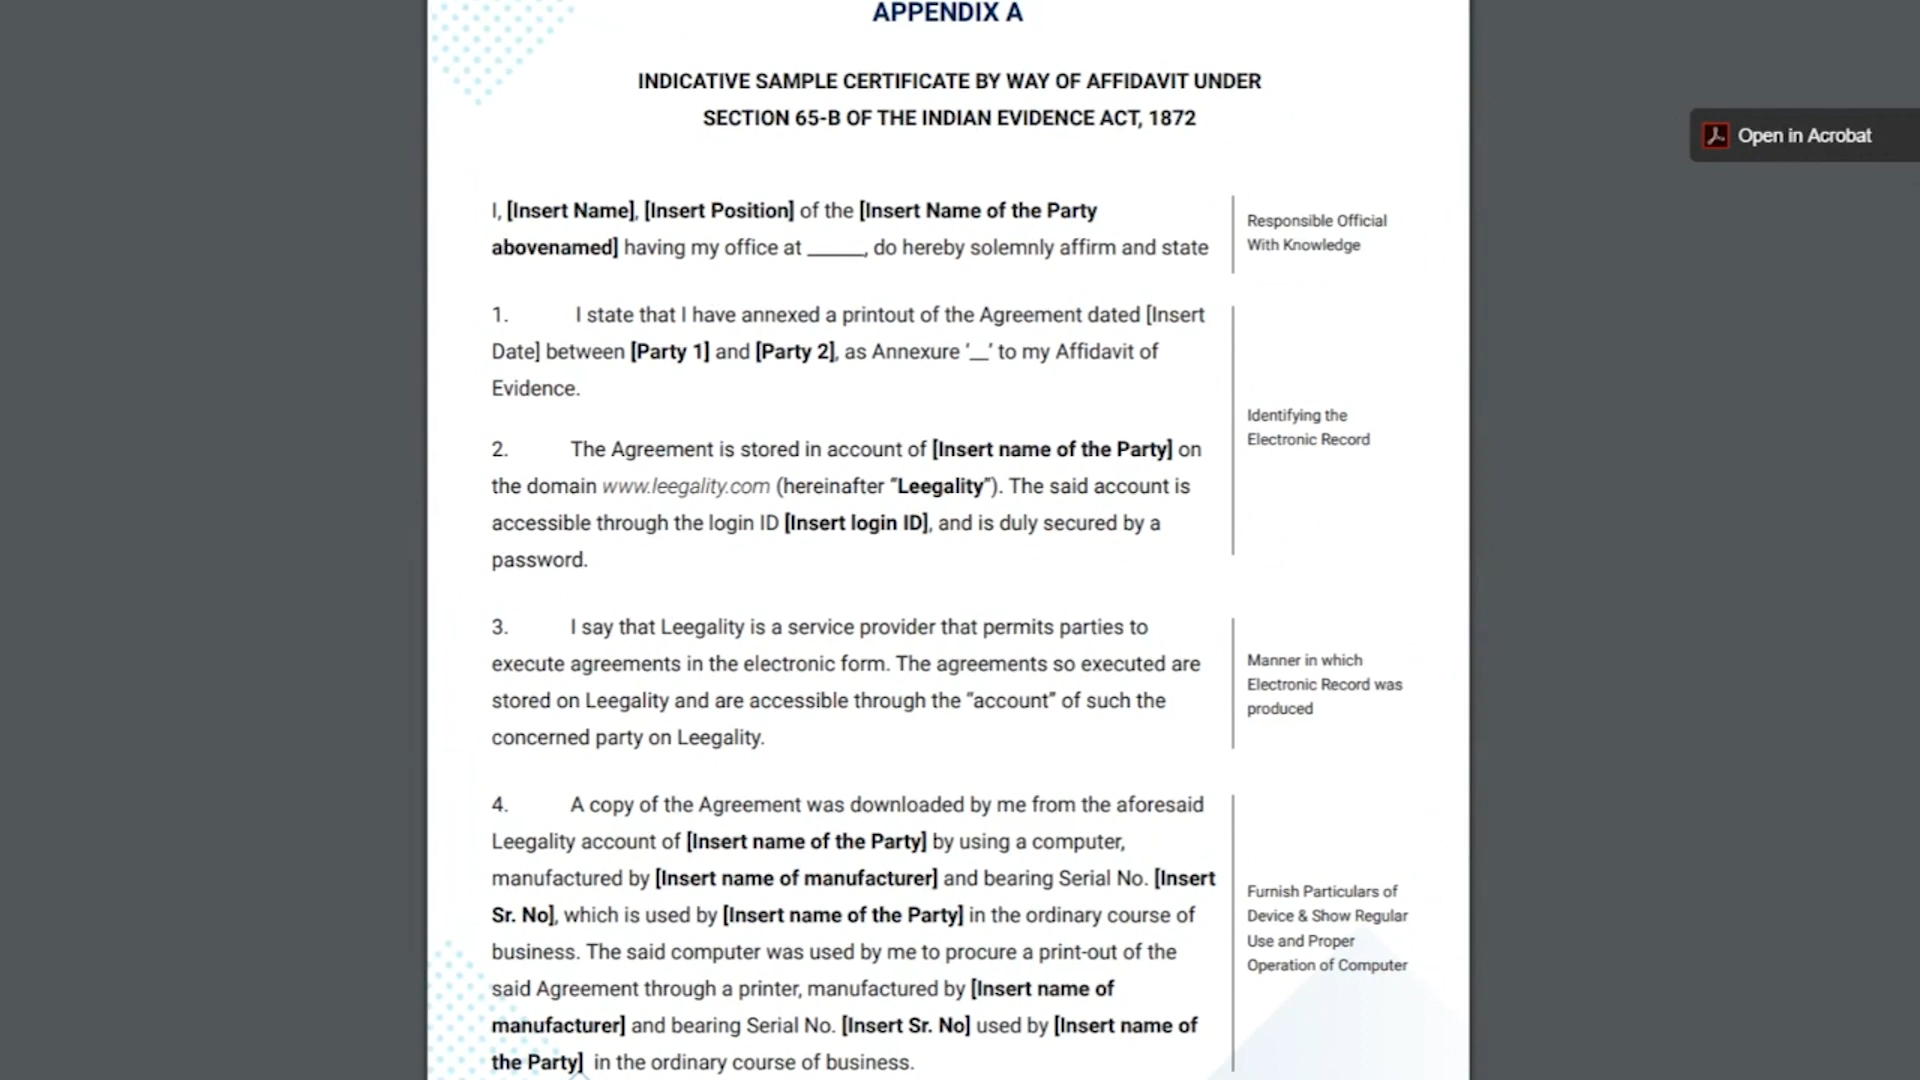 APPENDIX A
INDICATIVE SAMPLE CERTIFICATE BY WAY OF AFFIDAVIT UNDER
SECTION 65-B OF THE INDIAN EVIDENCE ACT, 1872
Open in Acrobat
I, [Insert Name], [Insert Position] of the [Insert Name of the Party
abovenamed] having my office at _____, do hereby solemnly affirm and state
Responsible Official
With Knowledge
1. I state that I have annexed a printout of the Agreement dated [Insert
Date] between [Party 1] and [Party 2], as Annexure '__' to my Affidavit of
Evidence.
2. The Agreement is stored in account of [Insert name of the Party] on
the domain www.leegality.com (hereinafter "Leegality"). The said account is
accessible through the login ID [Insert login ID], and is duly secured by a
password.
Identifying the
Electronic Record
3. I say that Leegality is a service provider that permits parties to
execute agreements in the electronic form. The agreements so executed are
stored on Leegality and are accessible through the "account" of such the
concerned party on Leegality.
Manner in which
Electronic Record was
produced
4. A copy of the Agreement was downloaded by me from the aforesaid
Leegality account of [Insert name of the Party] by using a computer,
manufactured by [Insert name of manufacturer] and bearing Serial No. [Insert
Sr. No], which is used by [Insert name of the Party] in the ordinary course of
business. The said computer was used by me to procure a print-out of the
said Agreement through a printer, manufactured by [Insert name of
manufacturer] and bearing Serial No. [Insert Sr. No] used by [Insert name of
the Party] in the ordinary course of business.
Furnish Particulars of
Device & Show Regular
Use and Proper
Operation of Computer